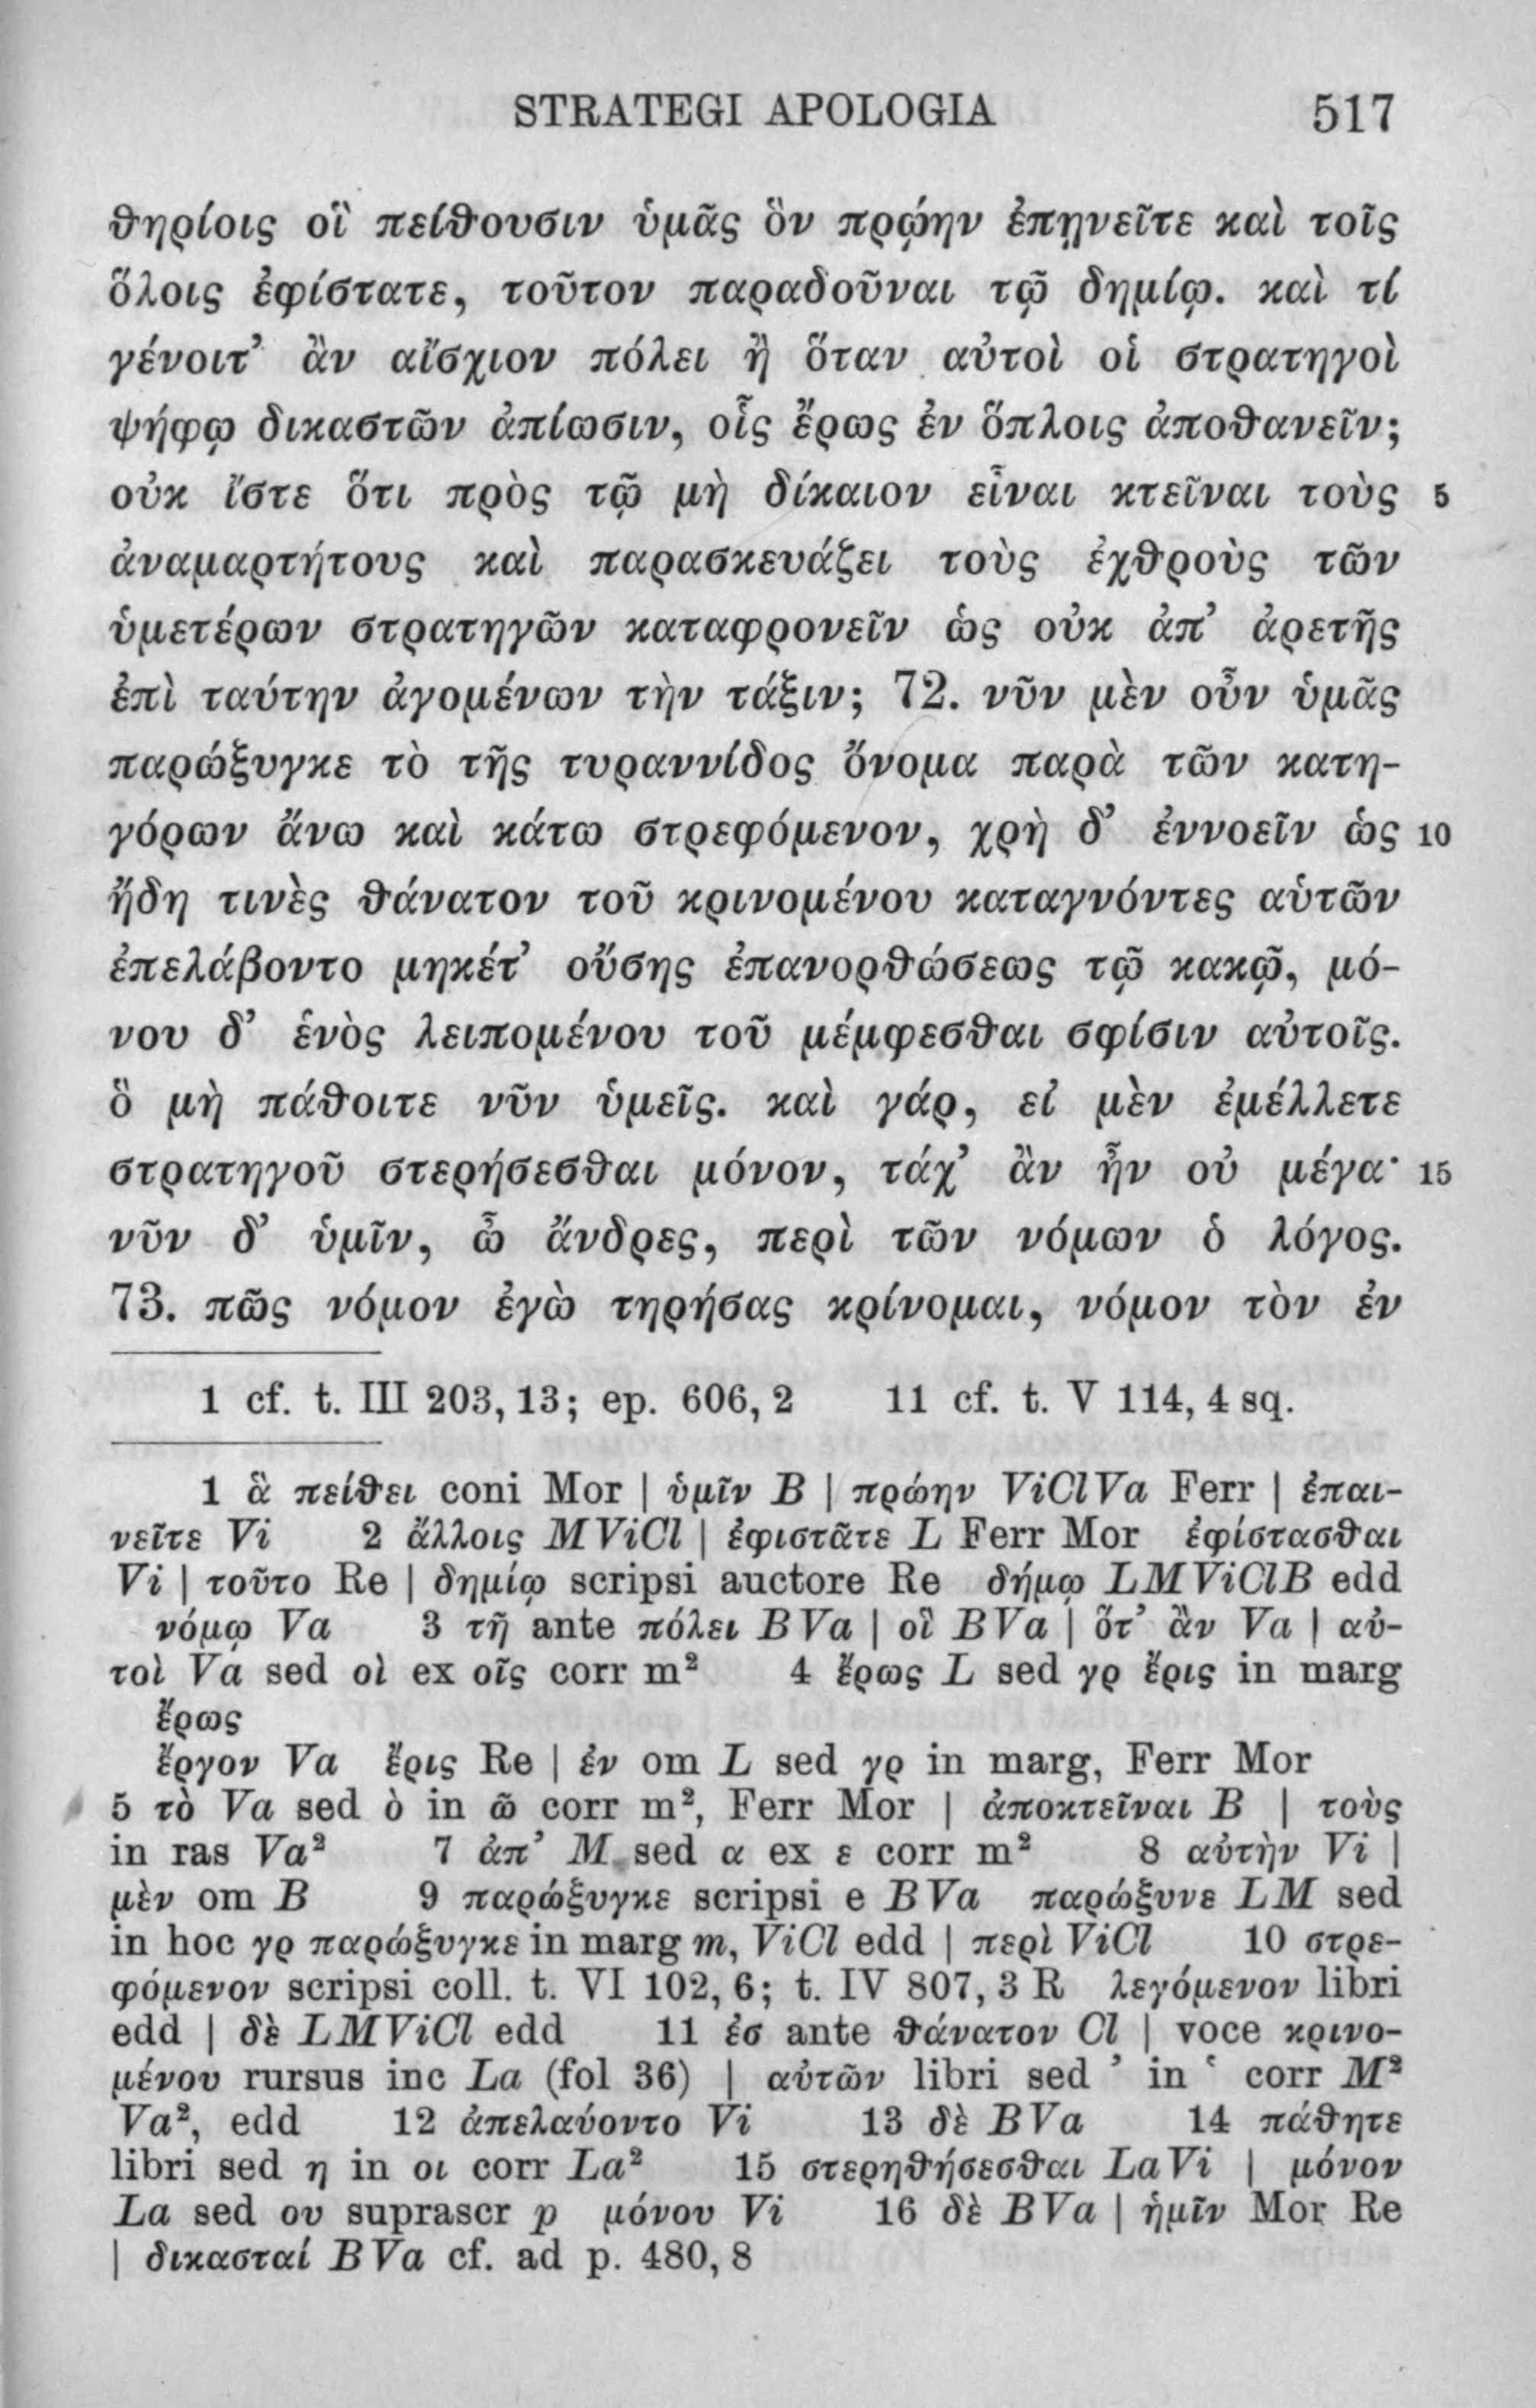 STRATEGI APOLOGIA 517
θηρίοις οἳ πείθουσιν ὑμᾶς ὃν πρῴην ἐπῃνεῖτε καὶ τοῖς
ὅλοις ἐφίστατε, τοῦτον παραδοῦναι τῷ δημίῳ. καὶ τί
γένοιτ’ ἂν αἴσχιον πόλει ἢ ὅταν αὐτοὶ οἱ στρατηγοὶ
ψήφῳ δικαστῶν ἀπίωσιν, οἷς ἔρως ἐν ὅπλοις ἀποθανεῖν;
οὐκ ἴστε ὅτι πρὸς τῷ μὴ δίκαιον εἶναι κτεῖναι τοὺς 5
ἀναμαρτήτους καὶ παρασκευάζει τοὺς ἐχθροὺς τῶν
ὑμετέρων στρατηγῶν καταφρονεῖν ὡς οὐκ ἀπ’ ἀρετῆς
ἐπὶ ταύτην ἀγομένων τὴν τάξιν; 72. νῦν μὲν οὖν ὑμᾶς
παρώξυγκε τὸ τῆς τυραννίδος ὄνομα παρὰ τῶν κατη-
γόρων ἄνω καὶ κάτω στρεφόμενον, χρὴ δ’ ἐννοεῖν ὡς 10
ἤδη τινὲς θάνατον τοῦ κρινομένου καταγνόντες αὑτῶν
ἐπελάβοντο μηκέτ’ οὔσης ἐπανορθώσεως τῷ κακῷ, μό-
νου δ’ ἑνὸς λειπομένου τοῦ μέμφεσθαι σφίσιν αὐτοῖς.
ὃ μὴ πάθοιτε νῦν ὑμεῖς. καὶ γάρ, εἰ μὲν ἐμέλλετε
στρατηγοῦ στερήσεσθαι μόνον, τάχ’ ἂν ἦν οὐ μέγα· 15
νῦν δ’ ὑμῖν, ὦ ἄνδρες, περὶ τῶν νόμων ὁ λόγος.
73. πῶς νόμον ἐγὼ τηρήσας κρίνομαι, νόμον τὸν ἐν
1 cf. t. III 203, 13; ep. 606, 2 11 cf. t. V 114, 4 sq.
1 ἃ πείθει coni Mor | ὑμῖν B | πρώην ViClVa Ferr | ἐπαι-
νεῖτε Vi 2 ἄλλοις MViCl | ἐφιστᾶτε L Ferr Mor ἐφίστασθαι
Vi | τοῦτο Re | δημίῳ scripsi auctore Re δήμῳ LMViClB edd
νόμῳ Va 3 τῇ ante πόλει BVa | οἳ BVa | ὅτ’ ἂν Va | αὐ-
τοὶ Va sed οὶ ex οῖς corr m² 4 ἔρως L sed γρ ἔρις in marg
ἔρως
ἔργον Va ἔρις Re | ἐν om L sed γρ in marg, Ferr Mor
5 τὸ Va sed ὸ in ῶ corr m², Ferr Mor | ἀποκτεῖναι B | τοὺς
in ras Va² 7 ἀπ’ M sed α ex ε corr m² 8 αὐτὴν Vi |
μὲν om B 9 παρώξυγκε scripsi e BVa παρώξυνε LM sed
in hoc γρ παρώξυγκε in marg m, ViCl edd | περὶ ViCl 10 στρε-
φόμενον scripsi coll. t. VI 102, 6; t. IV 807, 3 R λεγόμενον libri
edd | δὲ LMViCl edd 11 ἐσ ante θάνατον Cl | voce κρινο-
μένου rursus inc La (fol 36) | αὐτῶν libri sed ’ in ‘ corr M²
Va², edd 12 ἀπελαύοντο Vi 13 δὲ BVa 14 πάθητε
libri sed η in οι corr La² 15 στερηθήσεσθαι LaVi | μόνον
La sed ου suprascr p μόνου Vi 16 δὲ BVa | ἡμῖν Mor Re
| δικασταί BVa cf. ad p. 480, 8